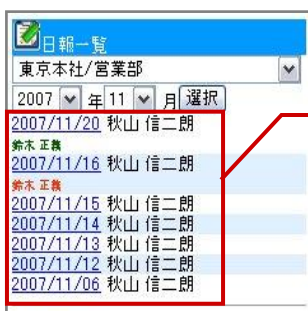 日報一覧
東京本社/営業部
2007 年 11 月 選択
2007/11/20 秋山 信二朗
鈴木 正義
2007/11/16 秋山 信二朗
鈴木 正義
2007/11/15 秋山 信二朗
2007/11/14 秋山 信二朗
2007/11/13 秋山 信二朗
2007/11/12 秋山 信二朗
2007/11/06 秋山 信二朗